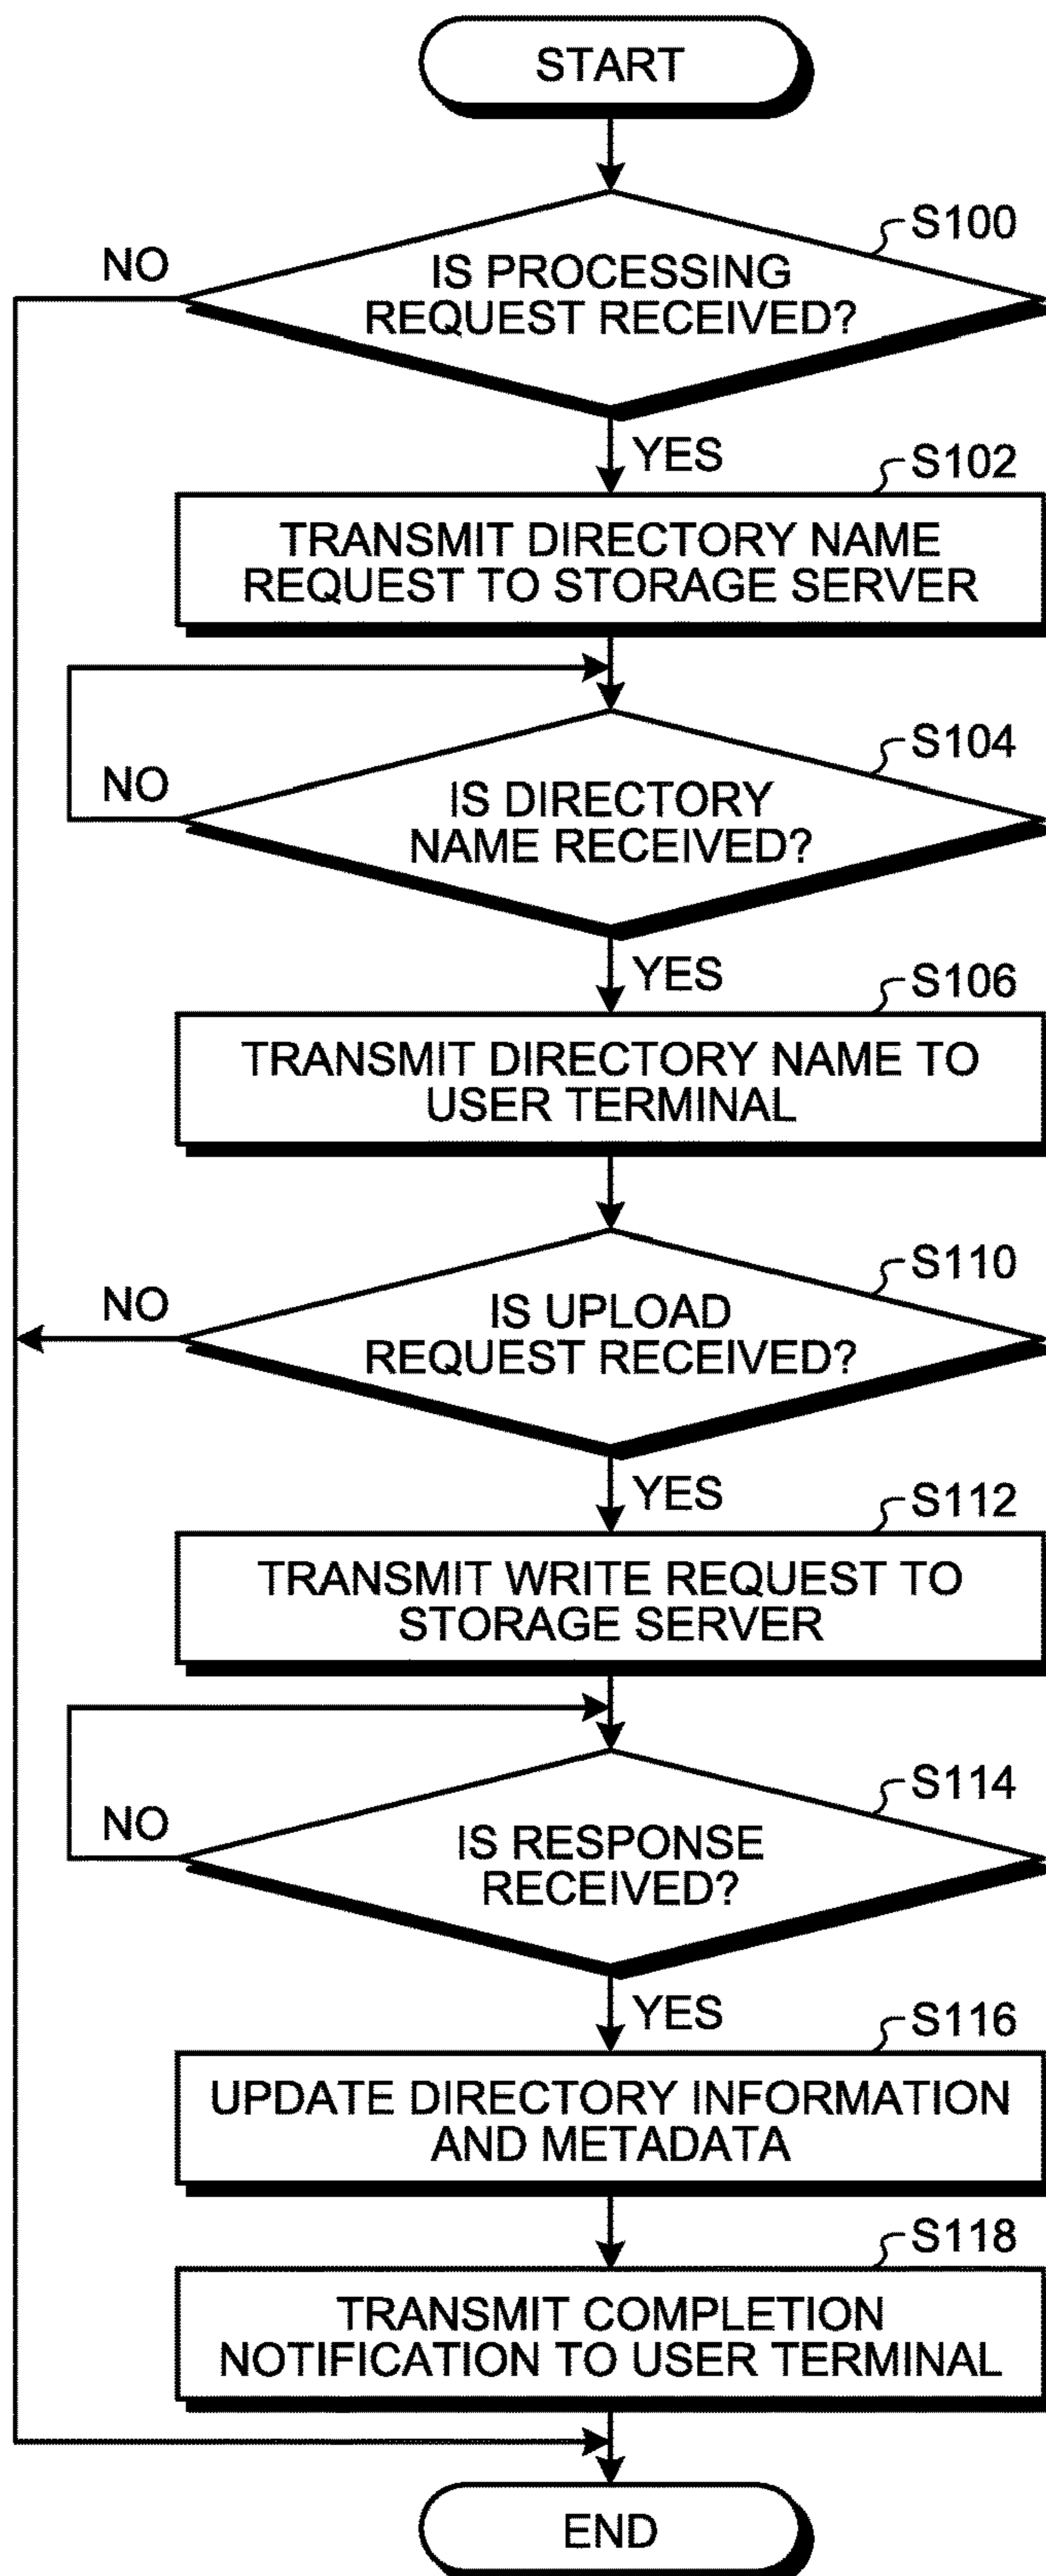 START
S100
NO
IS PROCESSING
REQUEST RECEIVED?
YES
S102
TRANSMIT DIRECTORY NAME
REQUEST TO STORAGE SERVER
S104
NO
IS DIRECTORY
NAME RECEIVED?
YES
S106
TRANSMIT DIRECTORY NAME TO
USER TERMINAL
S110
NO
IS UPLOAD
REQUEST RECEIVED?
YES
S112
TRANSMIT WRITE REQUEST TO
STORAGE SERVER
S114
NO
IS RESPONSE
RECEIVED?
YES
S116
UPDATE DIRECTORY INFORMATION
AND METADATA
S118
TRANSMIT COMPLETION
NOTIFICATION TO USER TERMINAL
END